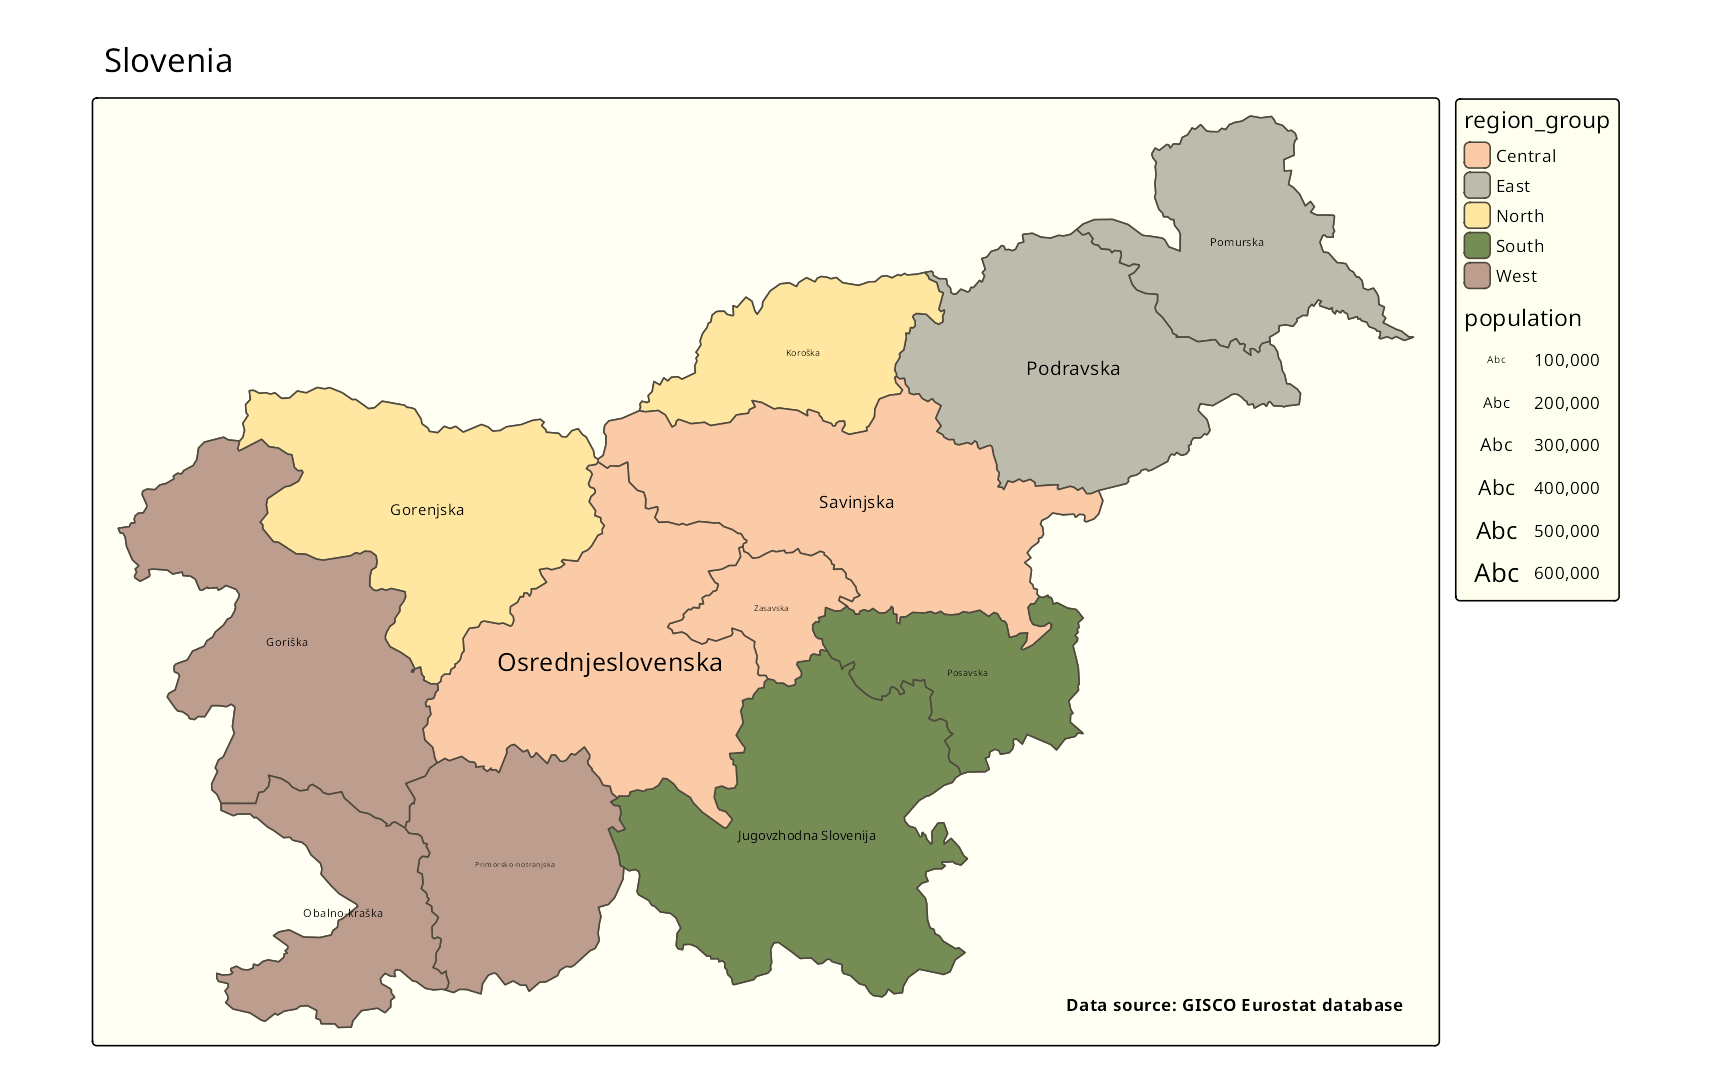 Slovenia
region_group
Central
East
North
South
West
population
Abc 100,000
Abc 200,000
Abc 300,000
Abc 400,000
Abc 500,000
Abc 600,000
Pomurska
Koroška
Podravska
Savinjska
Gorenjska
Zasavska
Goriška
Osrednjeslovenska
Posavska
Jugovzhodna Slovenija
Primorsko-notranjska
Obalno-kraška
Data source: GISCO Eurostat database